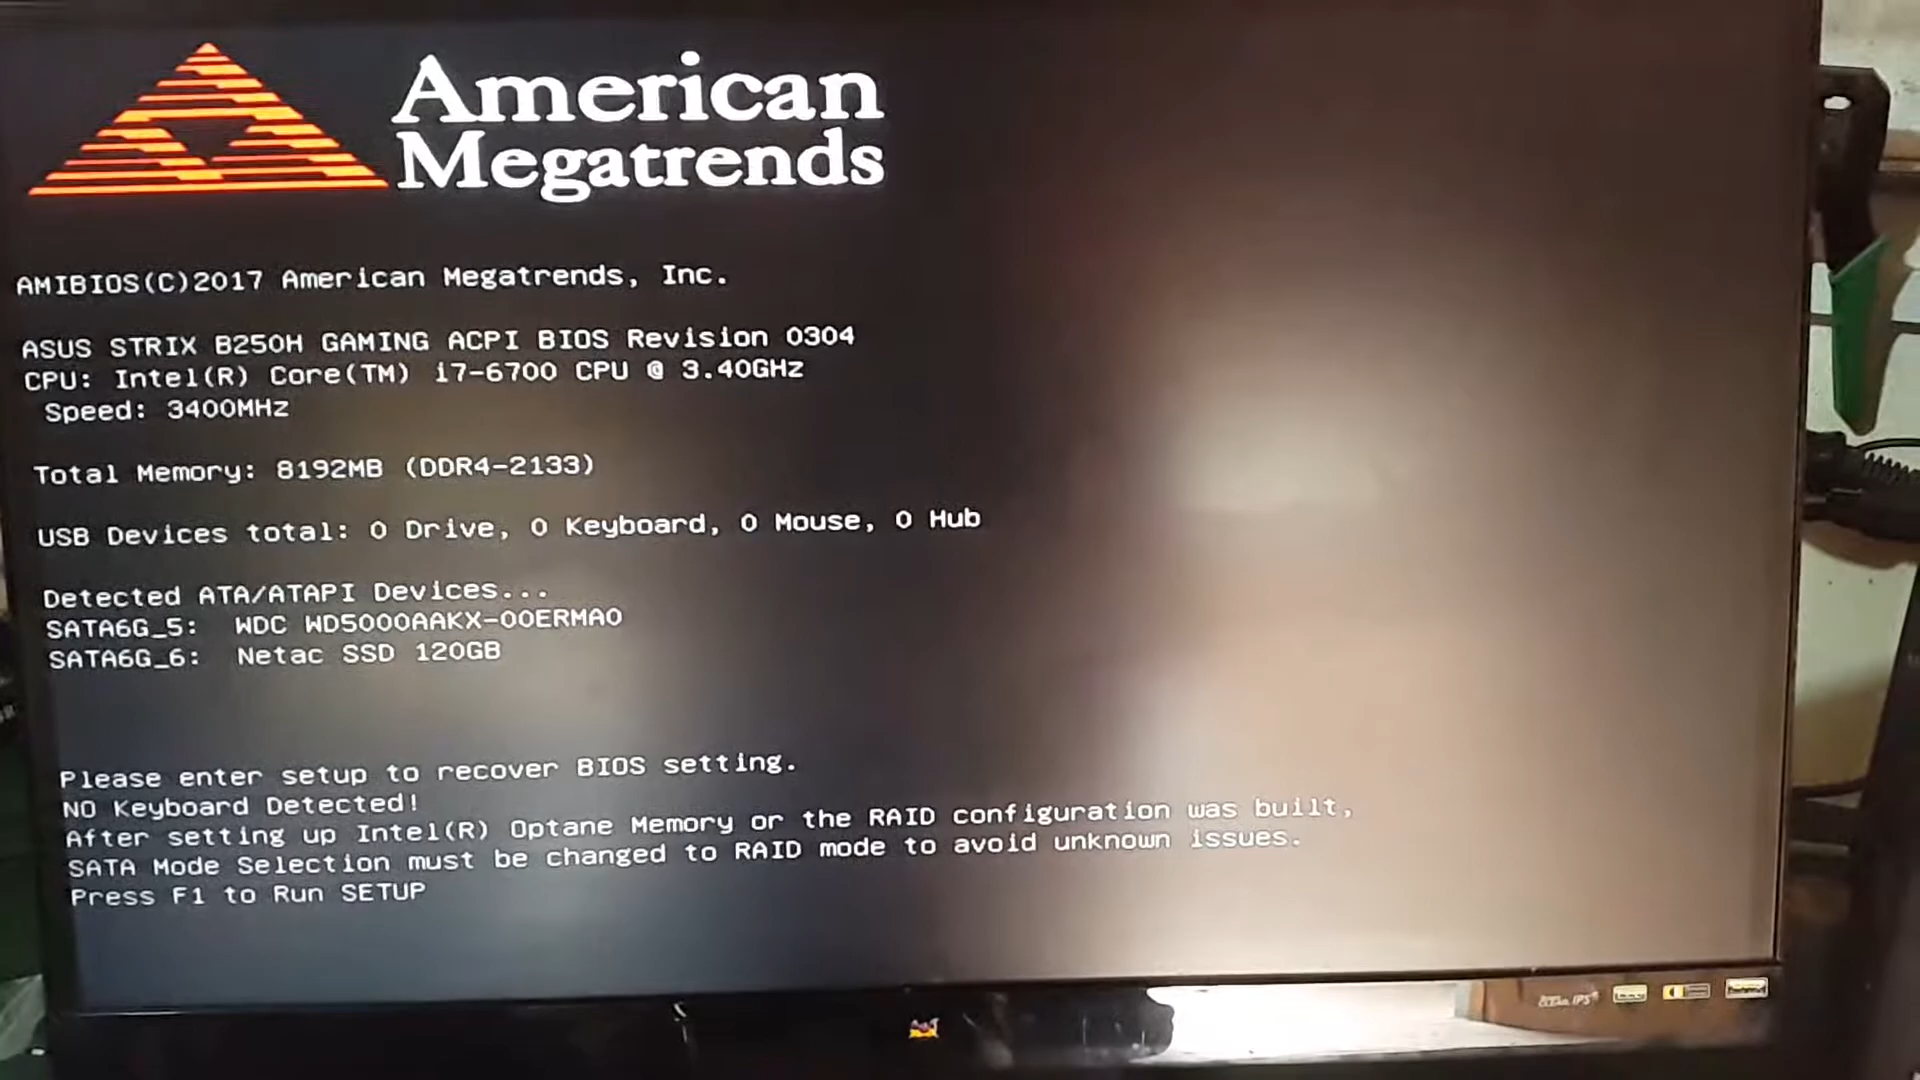 American
Megatrends
AMIBIOS(C)2017 American Megatrends, Inc.
ASUS STRIX B250H GAMING ACPI BIOS Revision 0304
CPU: Intel(R) Core(TM) i7-6700 CPU @ 3.40GHz
Speed: 3400MHz
Total Memory: 8192MB (DDR4-2133)
USB Devices total: 0 Drive, 0 Keyboard, 0 Mouse, 0 Hub
Detected ATA/ATAPI Devices...
SATA6G_5: WDC WD5000AAKX-00ERMA0
SATA6G_6: Netac SSD 120GB
Please enter setup to recover BIOS setting.
NO Keyboard Detected!
After setting up Intel(R) Optane Memory or the RAID configuration was built,
SATA Mode Selection must be changed to RAID mode to avoid unknown issues.
Press F1 to Run SETUP